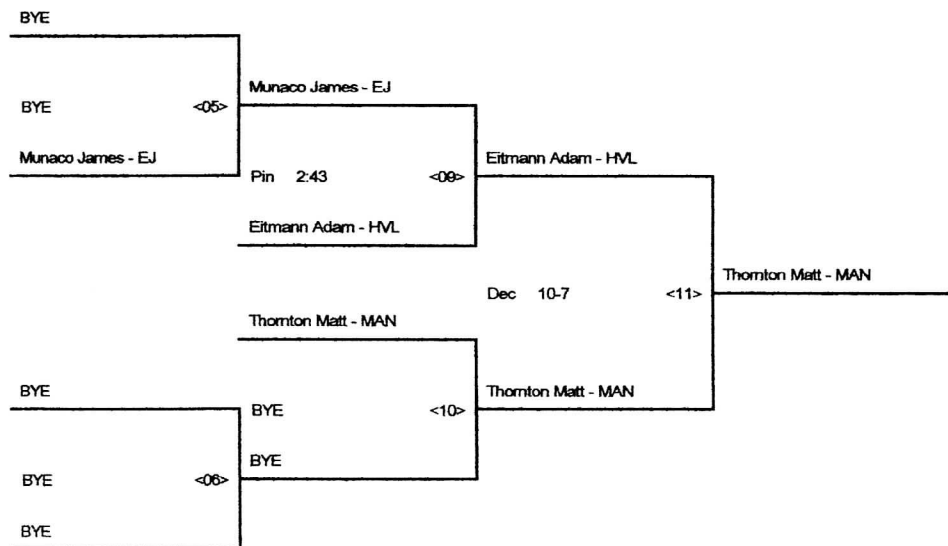 BYE
Munaco James - EJ
BYE <05>
Munaco James - EJ
Eitmann Adam - HVL
Pin 2:43 <09>
Eitmann Adam - HVL
Thornton Matt - MAN
Dec 10-7 <11>
Thornton Matt - MAN
BYE
Thornton Matt - MAN
BYE <10>
BYE
BYE <06>
BYE